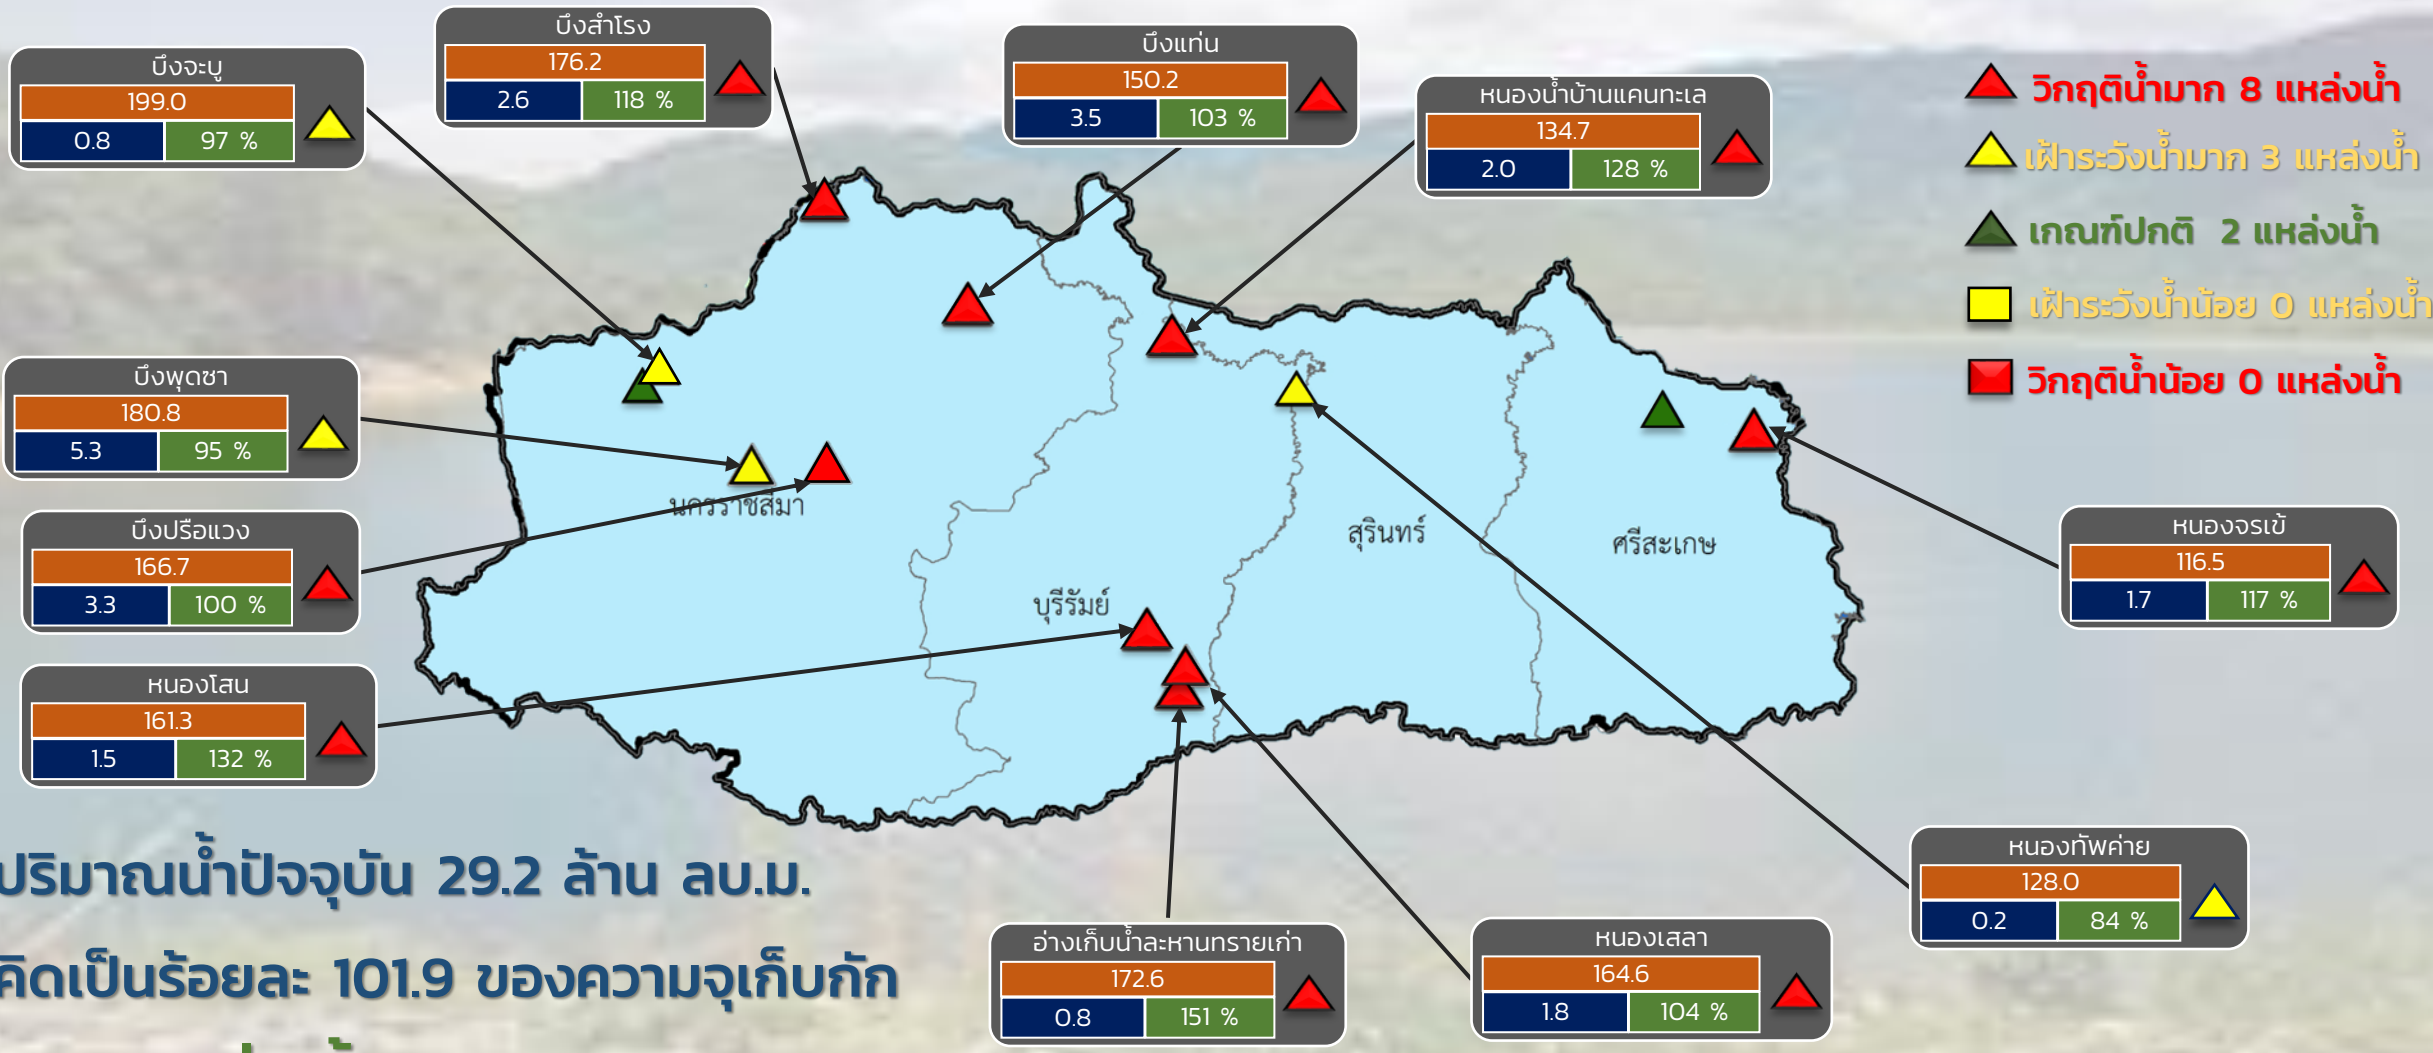 บึงจะบู
199.0
0.8 97 %
บึงสำโรง
176.2
2.6 118 %
บึงแท่น
150.2
3.5 103 %
หนองน้ำบ้านแคนทะเล
134.7
2.0 128 %
วิกฤติน้ำมาก 8 แหล่งน้ำ
เฝ้าระวังน้ำมาก 3 แหล่งน้ำ
เกณฑ์ปกติ 2 แหล่งน้ำ
เฝ้าระวังน้ำน้อย 0 แหล่งน้ำ
วิกฤติน้ำน้อย 0 แหล่งน้ำ
บึงพุดซา
180.8
5.3 95 %
บึงปรือแวง
166.7
3.3 100 %
หนองโสน
161.3
1.5 132 %
นครราชสีมา
บุรีรัมย์
สุรินทร์
ศรีสะเกษ
หนองจรเข้
116.5
1.7 117 %
หนองทัพค่าย
128.0
0.2 84 %
อ่างเก็บน้ำละหานทรายเก่า
172.6
0.8 151 %
หนองเสลา
164.6
1.8 104 %
ปริมาณน้ำปัจจุบัน 29.2 ล้าน ลบ.ม.
คิดเป็นร้อยละ 101.9 ของความจุเก็บกัก